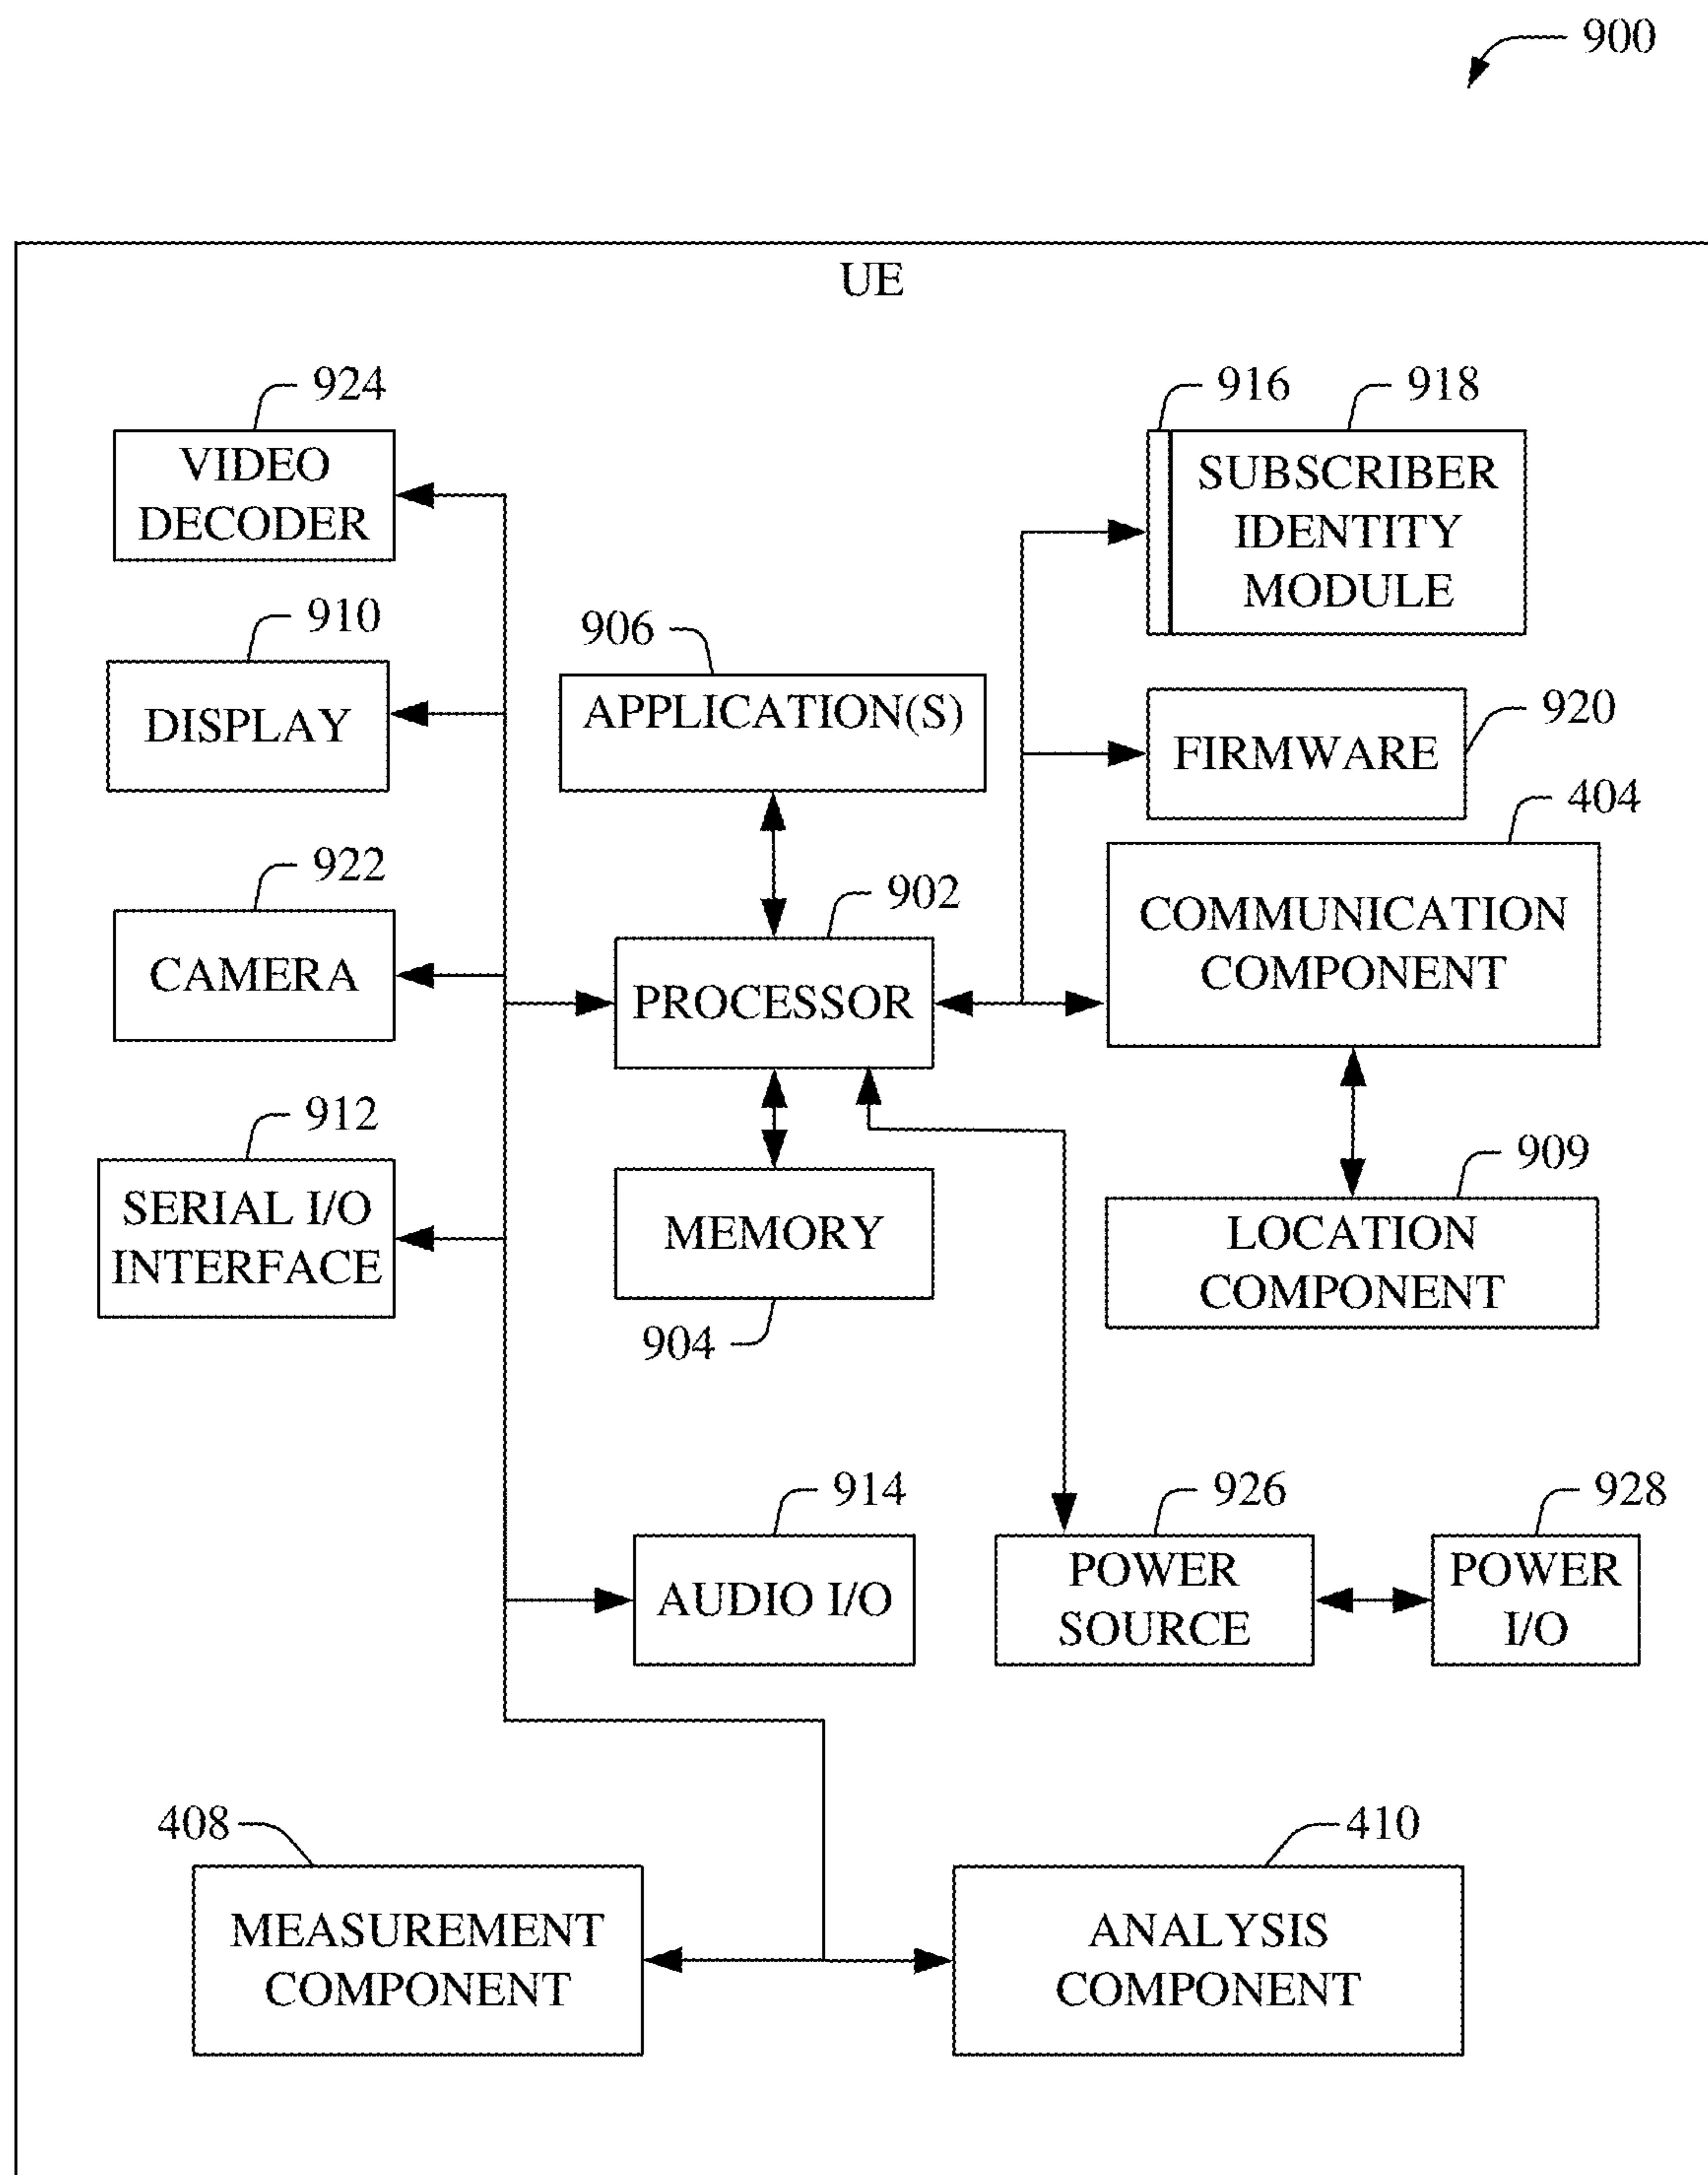 900
UE
924
VIDEO
DECODER
916
918
SUBSCRIBER
IDENTITY
MODULE
910
DISPLAY
906
APPLICATION(S)
920
FIRMWARE
404
COMMUNICATION
COMPONENT
922
CAMERA
902
PROCESSOR
912
SERIAL I/O
INTERFACE
MEMORY
904
909
LOCATION
COMPONENT
914
AUDIO I/O
926
POWER
SOURCE
928
POWER
I/O
408
MEASUREMENT
COMPONENT
410
ANALYSIS
COMPONENT